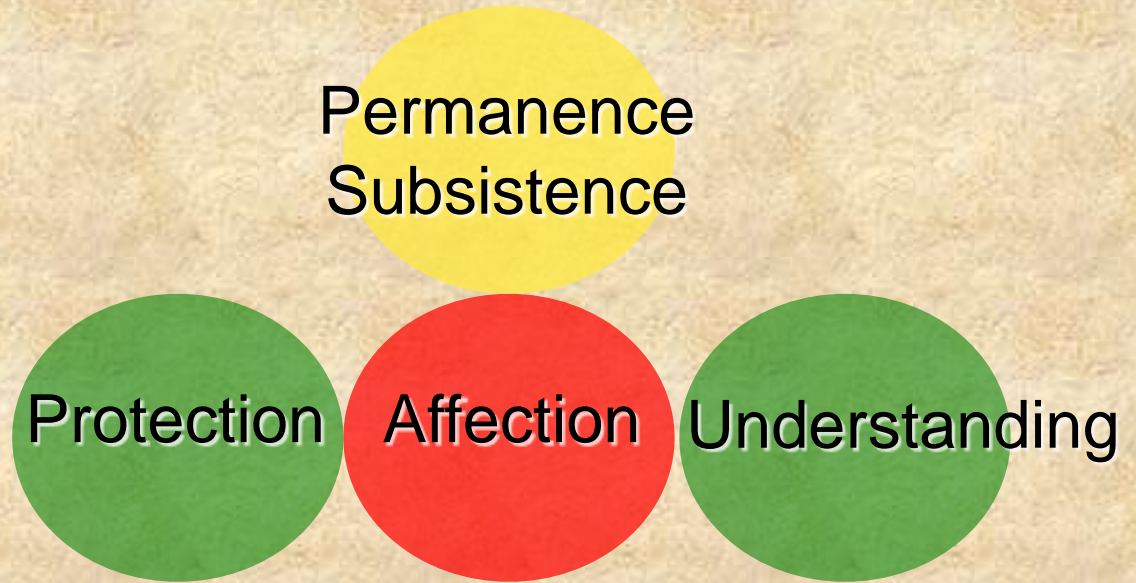 Permanence
Subsistence
Protection
Affection
Understanding